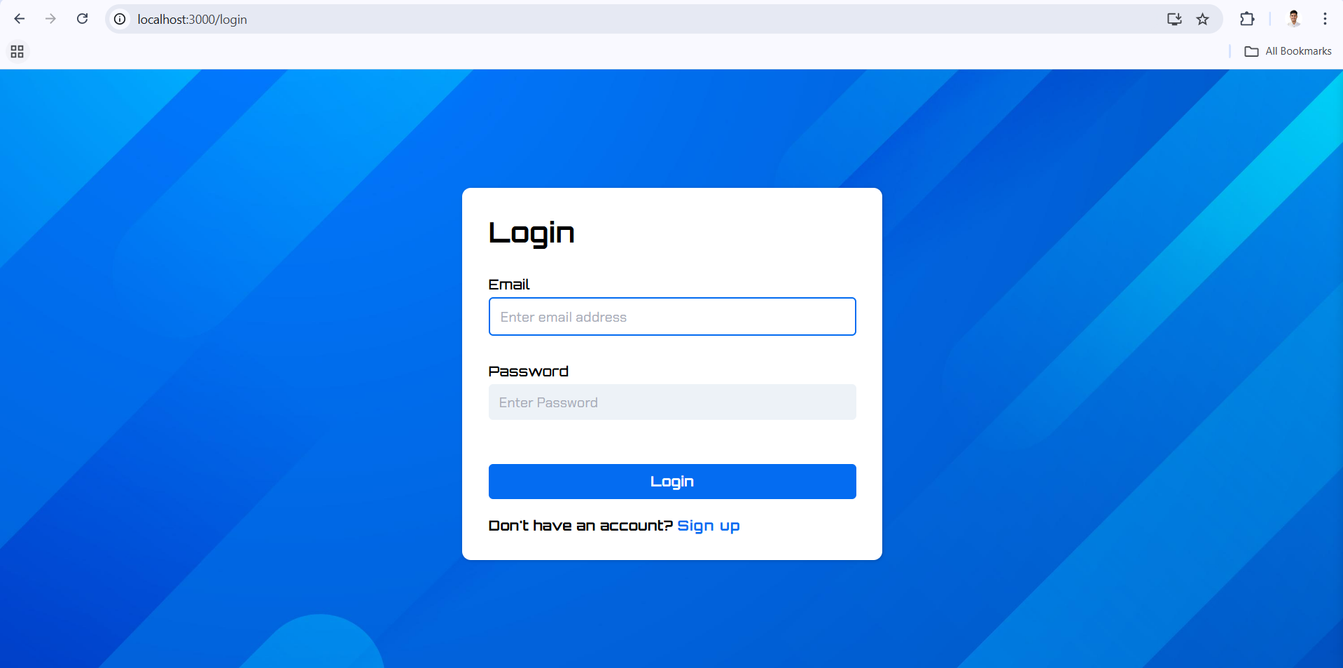 localhost:3000/login
All Bookmarks
Login
Email
Enter email address
Password
Enter Password
Login
Don't have an account? Sign up